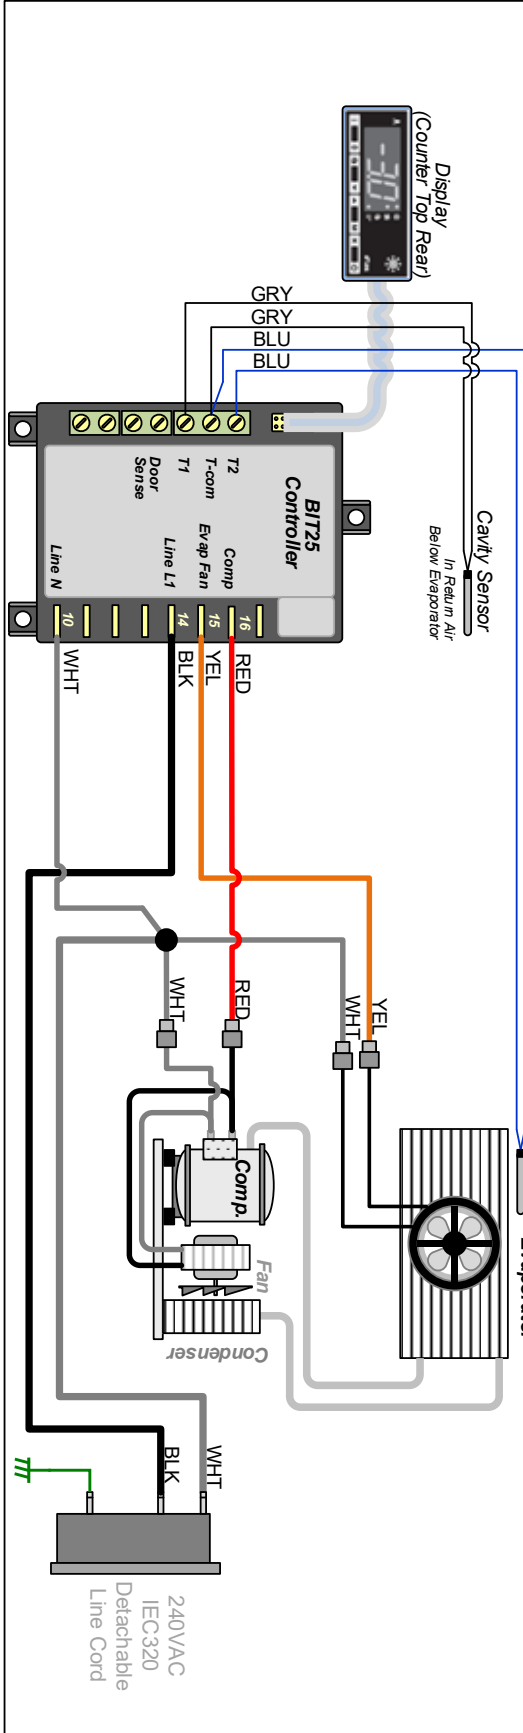 Display
(Counter Top Rear)
-30
GRY
GRY
BLU
BLU
T2
T-com
T1
Door
Sense
BIT25
Controller
Comp
Evap Fan
Line L1
Line N
16
15
14
10
Cavity Sensor
In Return Air
Below Evaporator
RED
YEL
BLK
WHT
WHT
RED
WHT
YEL
Comp.
Fan
Condenser
BLK
WHT
240VAC
IEC320
Detachable
Line Cord